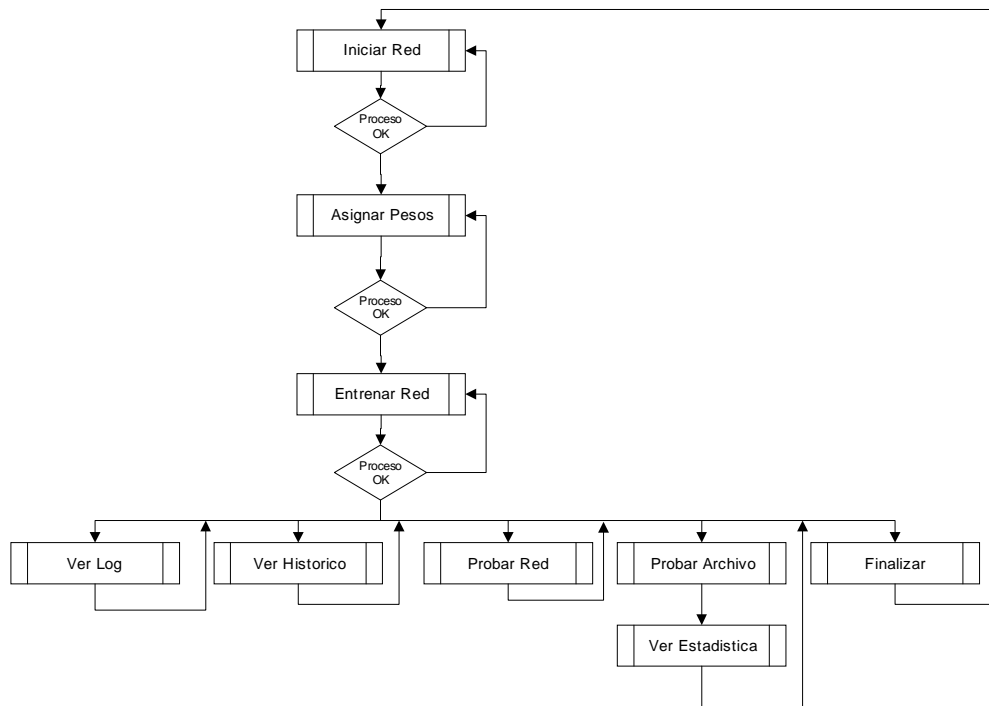 Iniciar Red
Proceso
OK
Asignar Pesos
Proceso
OK
Entrenar Red
Proceso
OK
Ver Log
Ver Historico
Probar Red
Probar Archivo
Finalizar
Ver Estadistica